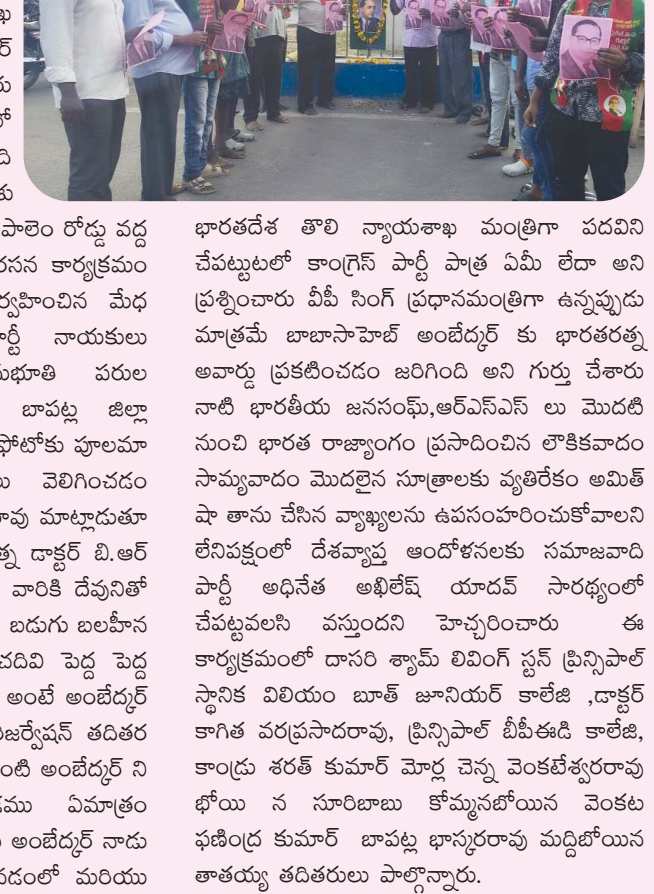 ఖ
ర్
రు
లో
ది
కు
పాలెం రోడ్డు వద్ద
రసన కార్యక్రమం
ర్వహించిన మేధ
ార్టీ నాయకులు
ుభూతి పరుల
బాపట్ల జిల్లా
ఫోటోకు పూలమా
లు వెలిగించడం
ావు మాట్లాడుతూ
త్న డాక్టర్ బి.ఆర్
వారికి దేవునితో
బడుగు బలహీన
చదివి పెద్ద పెద్ద
అంటే అంబేద్కర్
రిజర్వేషన్ తదితర
ంటి అంబేద్కర్ ని
డము ఏమాత్రం
అంబేద్కర్ నాడు
నడంలో మరియు
భారతదేశ తొలి న్యాయశాఖ మంత్రిగా పదవిని
చేపట్టుటలో కాంగ్రెస్ పార్టీ పాత్ర ఏమీ లేదా అని
ప్రశ్నించారు వీపీ సింగ్ ప్రధానమంత్రిగా ఉన్నప్పుడు
మాత్రమే బాబాసాహెబ్ అంబేద్కర్ కు భారతరత్న
అవార్డు ప్రకటించడం జరిగింది అని గుర్తు చేశారు
నాటి భారతీయ జనసంఘ్,ఆర్ఎస్ఎస్ లు మొదటి
నుంచి భారత రాజ్యాంగం ప్రసాదించిన లౌకికవాదం
సామ్యవాదం మొదలైన సూత్రాలకు వ్యతిరేకం అమిత్
షా తాను చేసిన వ్యాఖ్యలను ఉపసంహరించుకోవాలని
లేనిపక్షంలో దేశవ్యాప్త ఆందోళనలకు సమాజవాది
పార్టీ అధినేత అఖిలేష్ యాదవ్ సారథ్యంలో
చేపట్టవలసి వస్తుందని హెచ్చరించారు ఈ
కార్యక్రమంలో దాసరి శ్యామ్ లివింగ్ స్టన్ ప్రిన్సిపాల్
స్థానిక విలియం బూత్ జూనియర్ కాలేజి ,డాక్టర్
కాగిత వరప్రసాదరావు, ప్రిన్సిపాల్ బీపీఈడి కాలేజి,
కాండ్రు శరత్ కుమార్ మోర్ల చెన్న వెంకటేశ్వరరావు
భోయి న సూరిబాబు కోమ్మనబోయిన వెంకట
ఫణింద్ర కుమార్ బాపట్ల భాస్కరరావు మద్దిబోయిన
తాతయ్య తదితరులు పాల్గొన్నారు.